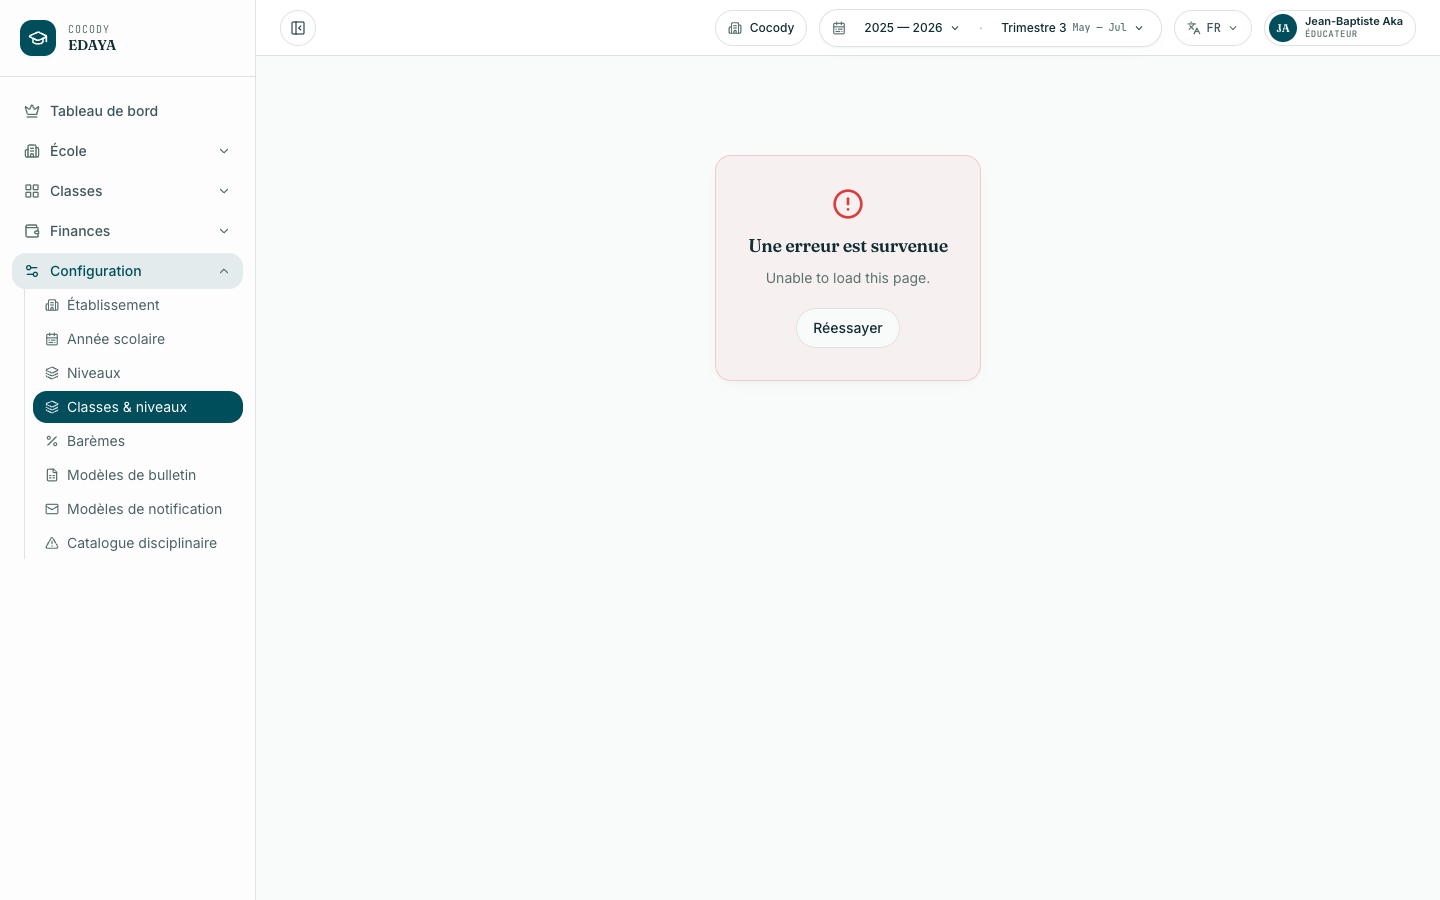 COCODY
EDAYA
Cocody
2025 — 2026
·
Trimestre 3 May — Jul
FR
JA
Jean-Baptiste Aka
ÉDUCATEUR
Tableau de bord
École
Classes
Finances
Configuration
Établissement
Année scolaire
Niveaux
Classes & niveaux
Barèmes
Modèles de bulletin
Modèles de notification
Catalogue disciplinaire
Une erreur est survenue
Unable to load this page.
Réessayer